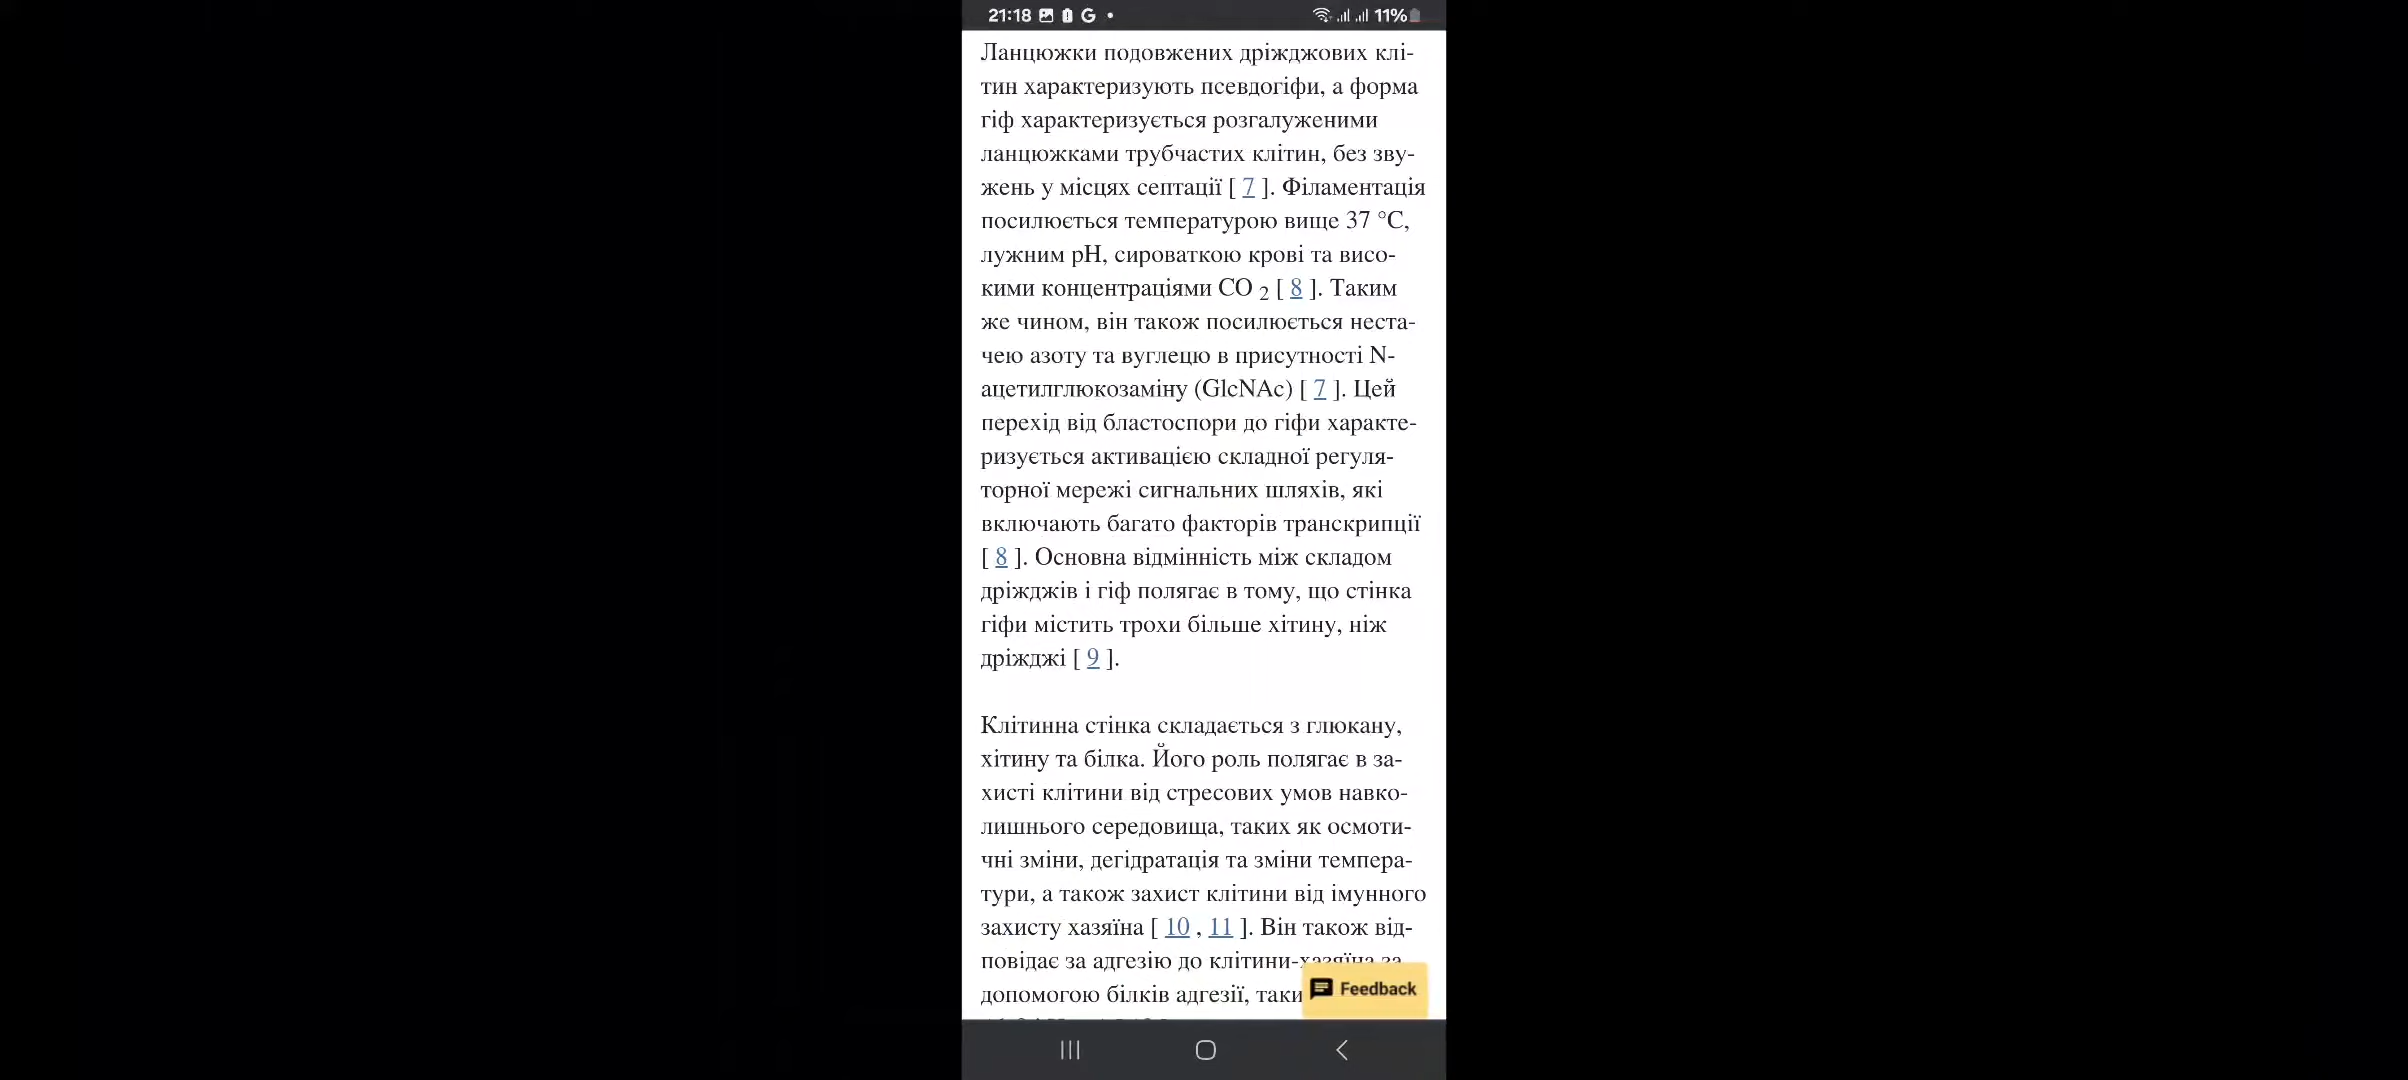 21:18 G • 11%
Ланцюжки подовжених дріжджових клі-
тин характеризують псевдогіфи, а форма
гіф характеризується розгалуженими
ланцюжками трубчастих клітин, без зву-
жень у місцях септації [ 7 ]. Філаментація
посилюється температурою вище 37 °C,
лужним pH, сироваткою крові та висо-
кими концентраціями CO 2 [ 8 ]. Таким
же чином, він також посилюється неста-
чею азоту та вуглецю в присутності N-
ацетилглюкозаміну (GlcNAc) [ 7 ]. Цей
перехід від бластоспори до гіфи характе-
ризується активацією складної регуля-
торної мережі сигнальних шляхів, які
включають багато факторів транскрипції
[ 8 ]. Основна відмінність між складом
дріжджів і гіф полягає в тому, що стінка
гіфи містить трохи більше хітину, ніж
дріжджі [ 9 ].
Клітинна стінка складається з глюкану,
хітину та білка. Його роль полягає в за-
хисті клітини від стресових умов навко-
лишнього середовища, таких як осмоти-
чні зміни, дегідратація та зміни темпера-
тури, а також захист клітини від імунного
захисту хазяїна [ 10 , 11 ]. Він також від-
повідає за адгезію до клітини-хазяїна за
допомогою білків адгезії, таки
Feedback